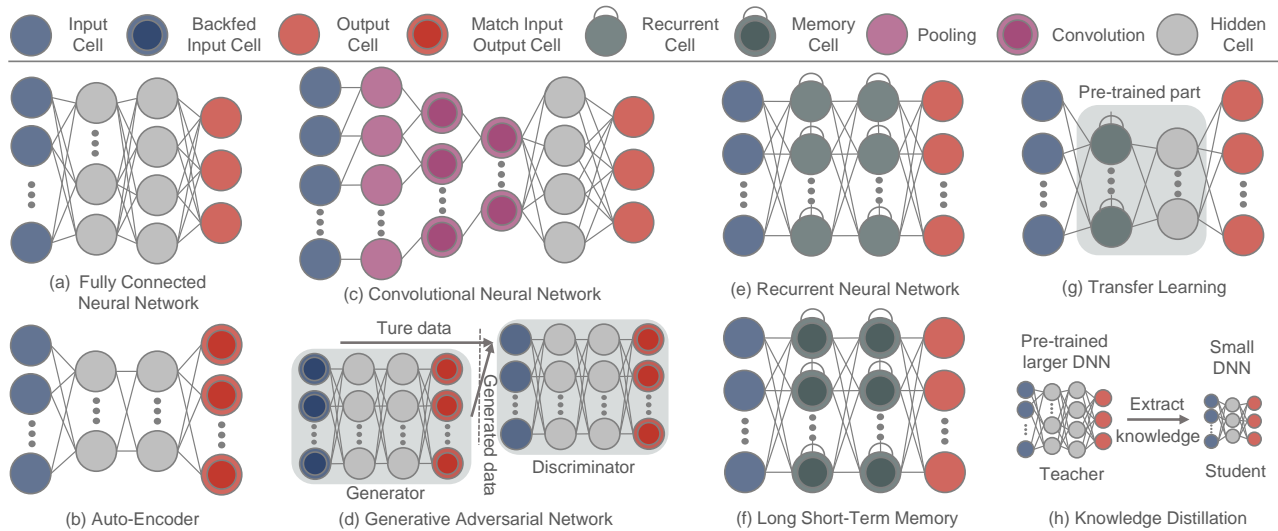 Input
Cell
Backfed
Input Cell
Output
Cell
Match Input
Output Cell
Recurrent
Cell
Memory
Cell
Pooling
Convolution
Hidden
Cell
(a) Fully Connected
Neural Network
(c) Convolutional Neural Network
(e) Recurrent Neural Network
Pre-trained part
(g) Transfer Learning
(b) Auto-Encoder
Ture data
Generated data
Generator
Discriminator
(d) Generative Adversarial Network
(f) Long Short-Term Memory
Pre-trained
larger DNN
Small
DNN
Extract
knowledge
Teacher
Student
(h) Knowledge Distillation